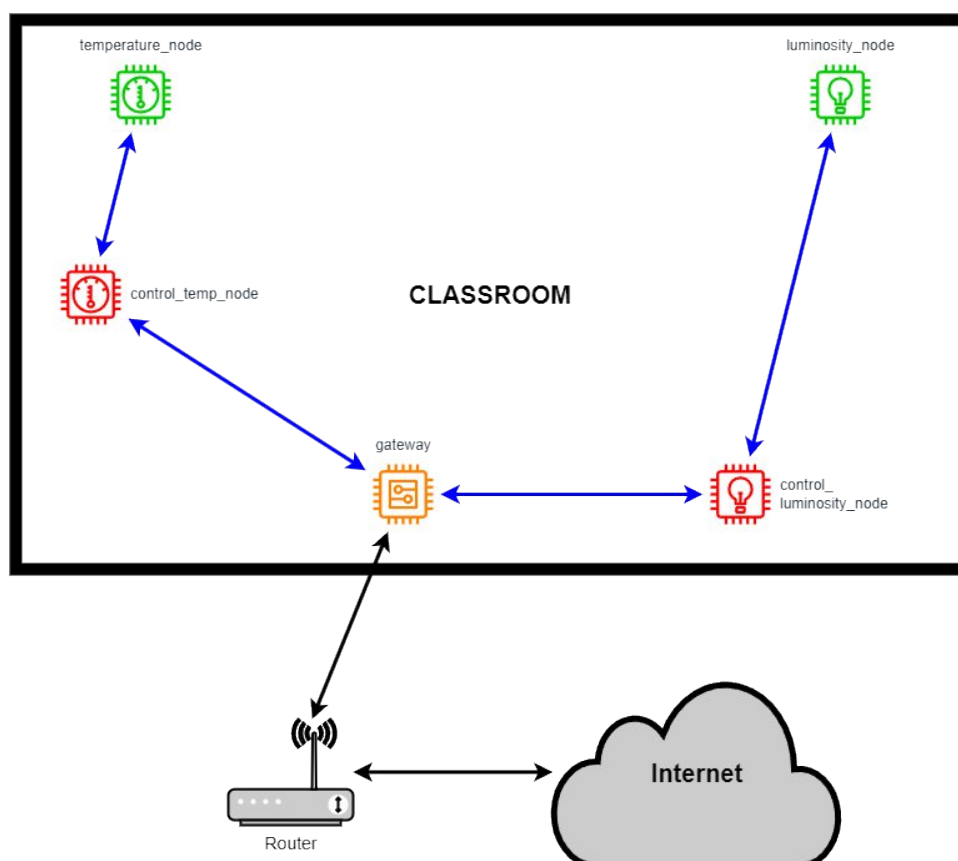 temperature_node
luminosity_node
control_temp_node
CLASSROOM
gateway
control_
luminosity_node
Internet
Router